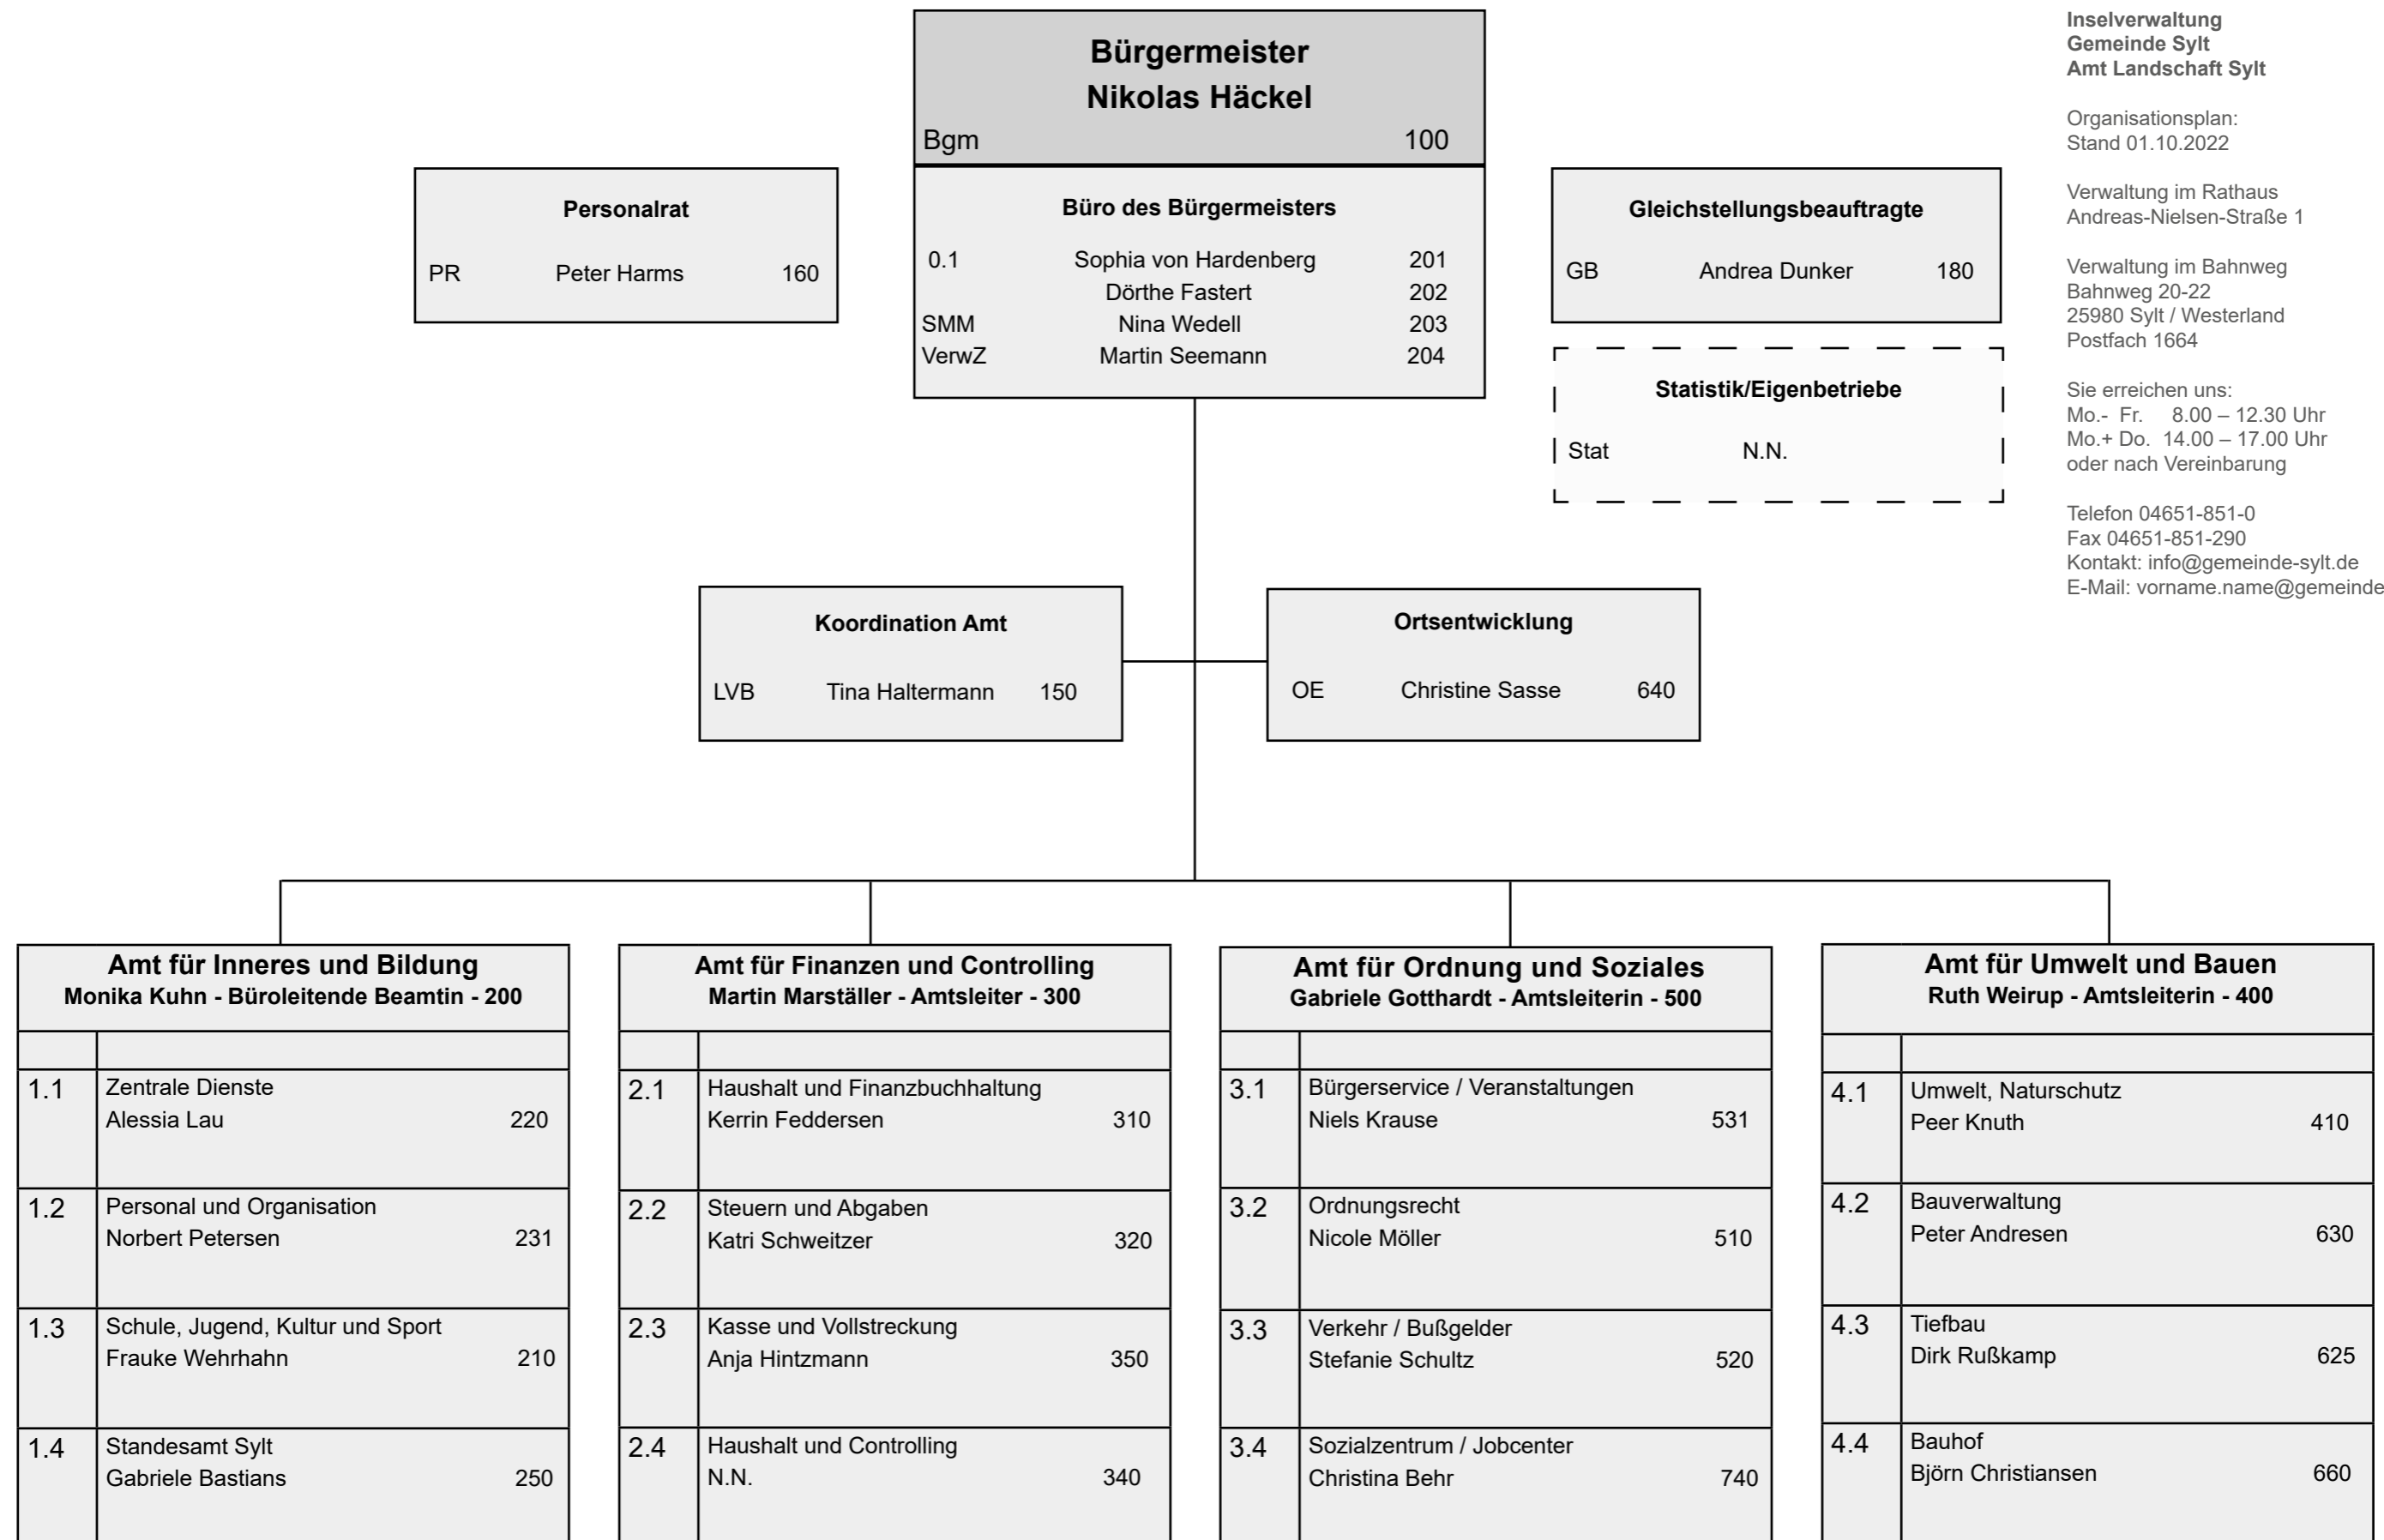 Bürgermeister
Nikolas Häckel
Bgm 100
Büro des Bürgermeisters
0.1 Sophia von Hardenberg 201
Dörthe Fastert 202
SMM Nina Wedell 203
VerwZ Martin Seemann 204
Personalrat
PR Peter Harms 160
Gleichstellungsbeauftragte
GB Andrea Dunker 180
Statistik/Eigenbetriebe
Stat N.N.
Inselverwaltung
Gemeinde Sylt
Amt Landschaft Sylt
Organisationsplan:
Stand 01.10.2022
Verwaltung im Rathaus
Andreas-Nielsen-Straße 1
Verwaltung im Bahnweg
Bahnweg 20-22
25980 Sylt / Westerland
Postfach 1664
Sie erreichen uns:
Mo.- Fr. 8.00 – 12.30 Uhr
Mo.+ Do. 14.00 – 17.00 Uhr
oder nach Vereinbarung
Telefon 04651-851-0
Fax 04651-851-290
Kontakt: info@gemeinde-sylt.de
E-Mail: vorname.name@gemeinde
Koordination Amt
LVB Tina Haltermann 150
Ortsentwicklung
OE Christine Sasse 640
Amt für Inneres und Bildung
Monika Kuhn - Büroleitende Beamtin - 200
1.1 Zentrale Dienste
Alessia Lau 220
1.2 Personal und Organisation
Norbert Petersen 231
1.3 Schule, Jugend, Kultur und Sport
Frauke Wehrhahn 210
1.4 Standesamt Sylt
Gabriele Bastians 250
Amt für Finanzen und Controlling
Martin Marställer - Amtsleiter - 300
2.1 Haushalt und Finanzbuchhaltung
Kerrin Feddersen 310
2.2 Steuern und Abgaben
Katri Schweitzer 320
2.3 Kasse und Vollstreckung
Anja Hintzmann 350
2.4 Haushalt und Controlling
N.N. 340
Amt für Ordnung und Soziales
Gabriele Gotthardt - Amtsleiterin - 500
3.1 Bürgerservice / Veranstaltungen
Niels Krause 531
3.2 Ordnungsrecht
Nicole Möller 510
3.3 Verkehr / Bußgelder
Stefanie Schultz 520
3.4 Sozialzentrum / Jobcenter
Christina Behr 740
Amt für Umwelt und Bauen
Ruth Weirup - Amtsleiterin - 400
4.1 Umwelt, Naturschutz
Peer Knuth 410
4.2 Bauverwaltung
Peter Andresen 630
4.3 Tiefbau
Dirk Rußkamp 625
4.4 Bauhof
Björn Christiansen 660